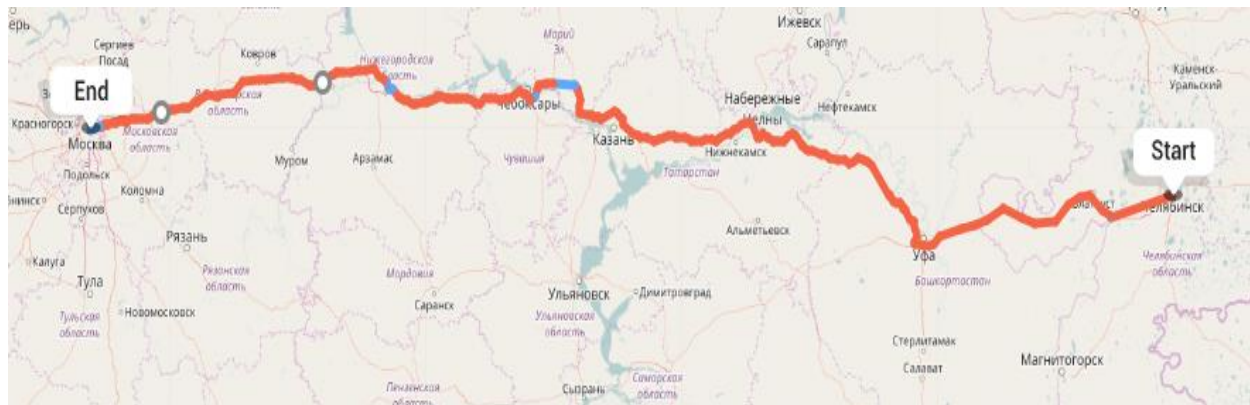 Ижевск
Сергиев
Посад
Ковров
Марий
Эл
Сарапул
Нижегородская
область
Каменск-
Уральский
End
Набережные
Челны
Нефтекамск
область
Чебоксары
Красногорск
Москва
Московская
область
Казань
Start
Муром
Арзамас
Чувашия
Нижнекамск
Татарстан
Подольск
Коломна
Серпухов
Челябинск
Рязань
Альметьевск
Уфа
Калуга
Рязанская
область
Мордовия
Челябинская
область
Башкортостан
Тула
Саранск
Ульяновск
Димитровград
Новомосковск
Тульская
область
Ульяновская
область
Стерлитамак
Магнитогорск
Салават
Пензенская
область
Сызрань
Самарская
область